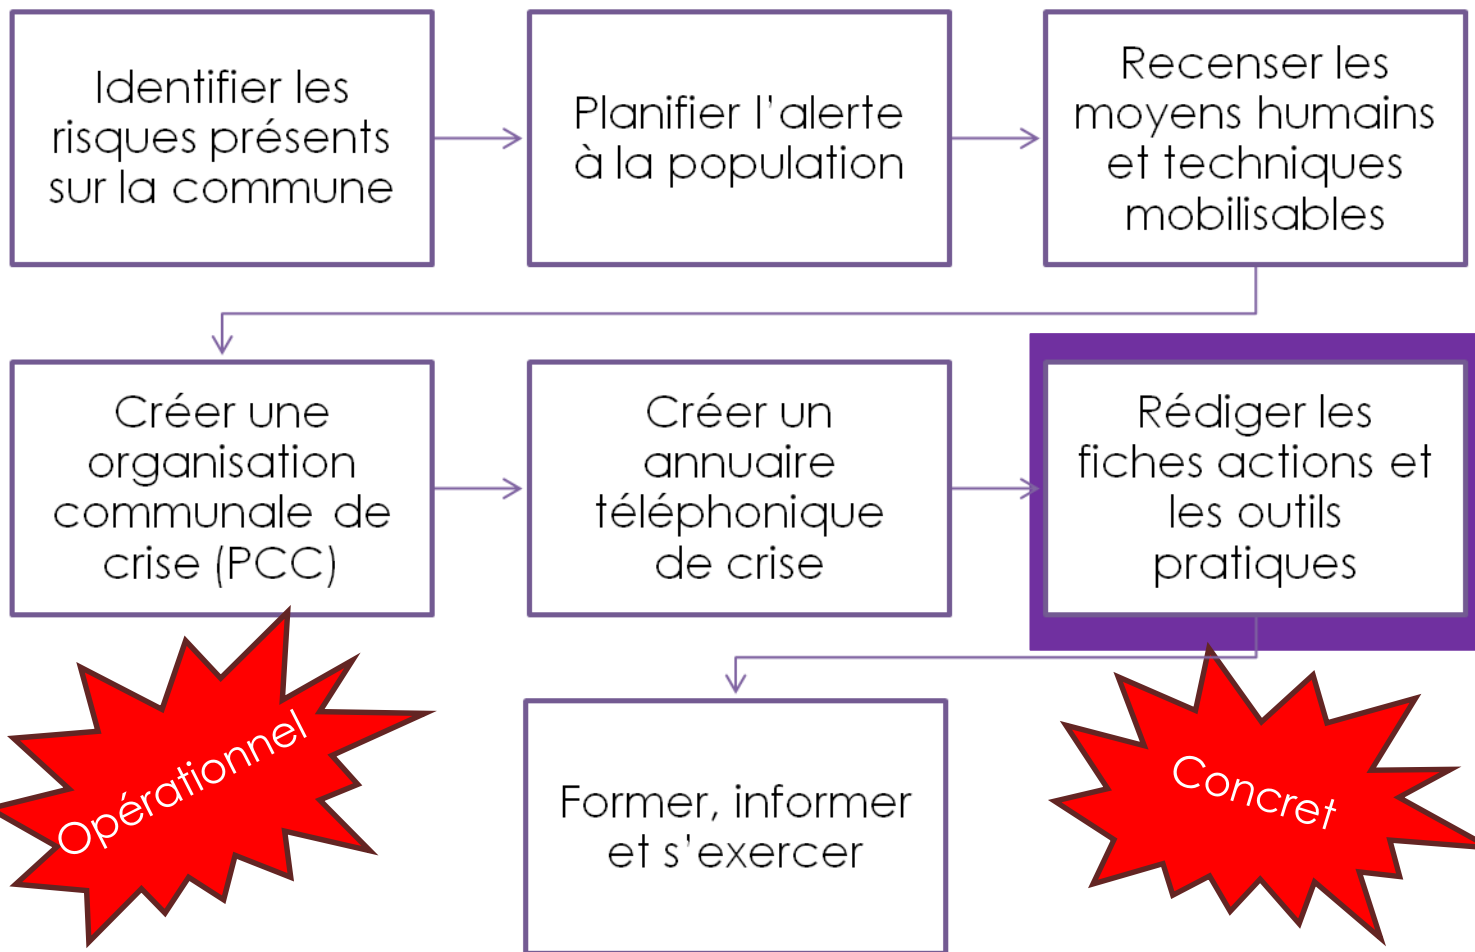 Identifier les
risques présents
sur la commune
Planifier l'alerte
à la population
Recenser les
moyens humains
et techniques
mobilisables
Créer une
organisation
communale de
crise (PCC)
Créer un
annuaire
téléphonique
de crise
Rédiger les
fiches actions et
les outils
pratiques
Opérationnel
Concret
Former, informer
et s'exercer